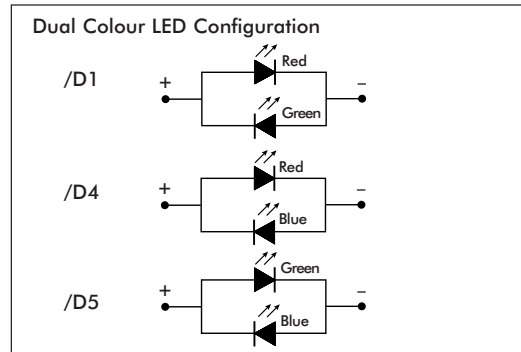 Dual Colour LED Configuration
/D1
+
Red
Green
–
/D4
+
Red
Blue
–
/D5
+
Green
Blue
–